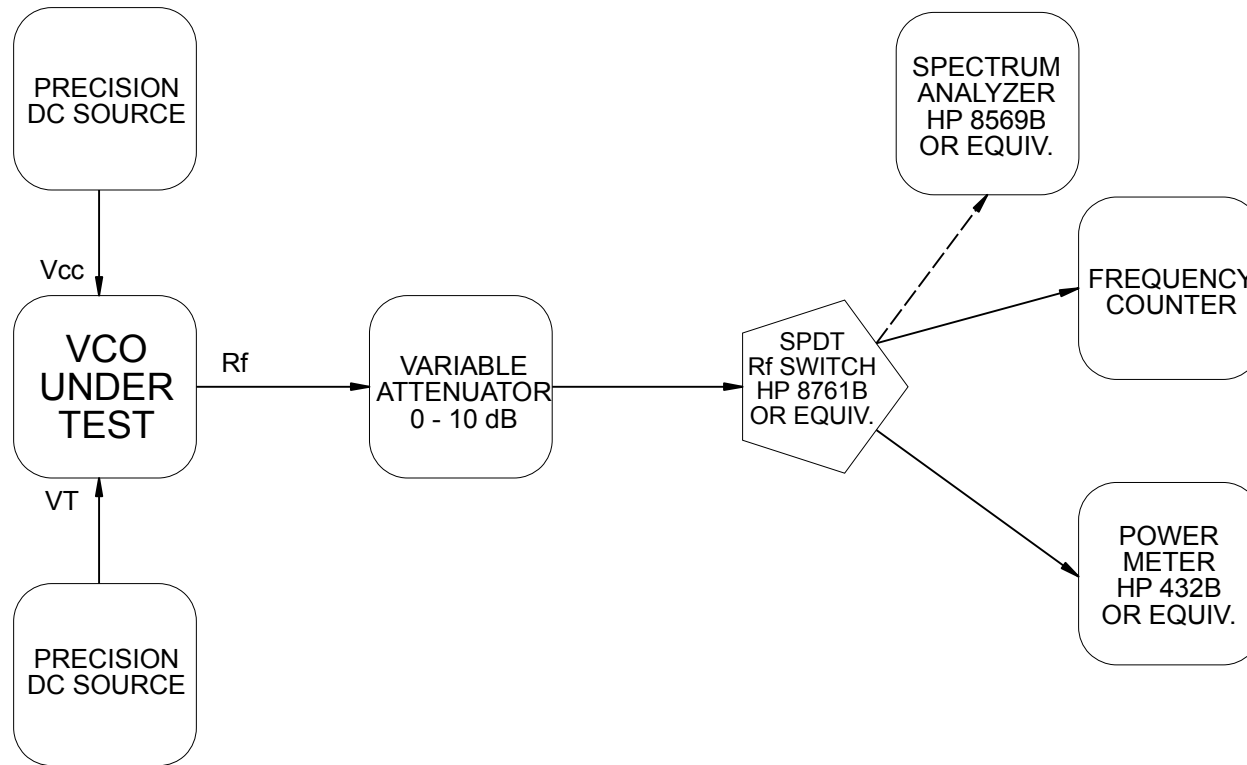 PRECISION
DC SOURCE
SPECTRUM
ANALYZER
HP 8569B
OR EQUIV.
Vcc
FREQUENCY
COUNTER
VCO
UNDER
TEST
Rf
VARIABLE
ATTENUATOR
0 - 10 dB
SPDT
Rf SWITCH
HP 8761B
OR EQUIV.
VT
POWER
METER
HP 432B
OR EQUIV.
PRECISION
DC SOURCE